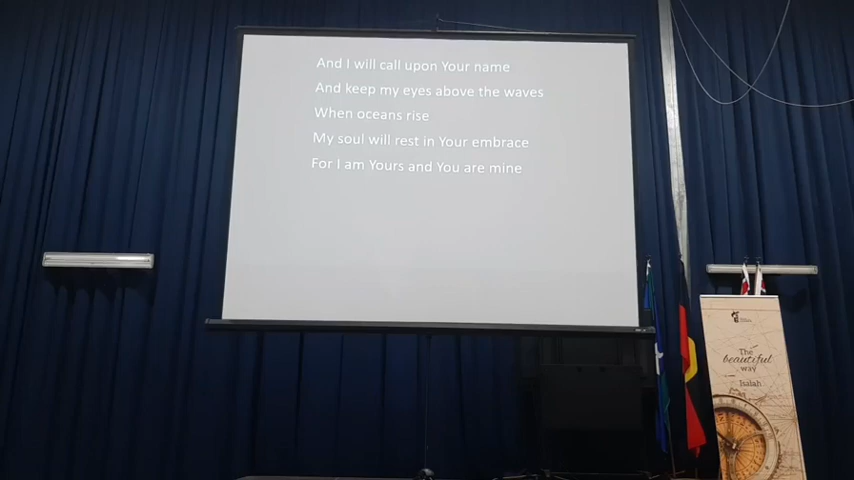 And I will call upon Your name
And keep my eyes above the waves
When oceans rise
My soul will rest in Your embrace
For I am Yours and You are mine
The
beautiful
way
Isaiah